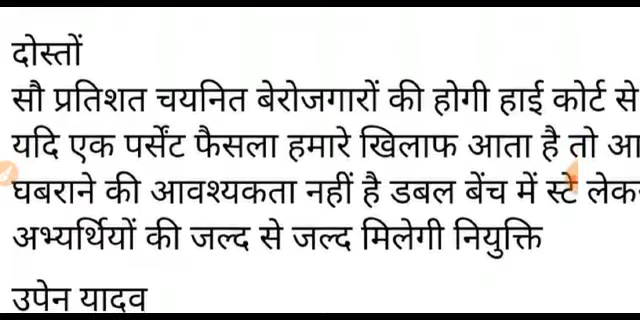 दोस्तों
सौ प्रतिशत चयनित बेरोजगारों की होगी हाई कोर्ट से
यदि एक पर्सेंट फैसला हमारे खिलाफ आता है तो
घबराने की आवश्यकता नहीं है डबल बेंच में स्टे
अभ्यर्थियों की जल्द से जल्द मिलेगी नियुक्ति
उपेन यादव